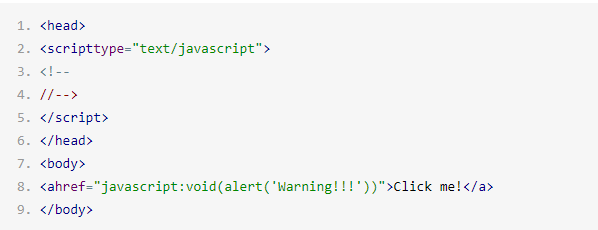 1. <head>
2. <scripttype="text/javascript">
3. <!--
4. //-->
5. </script>
6. </head>
7. <body>
8. <ahref="javascript:void(alert('Warning!!!'))">Click me!</a>
9. </body>